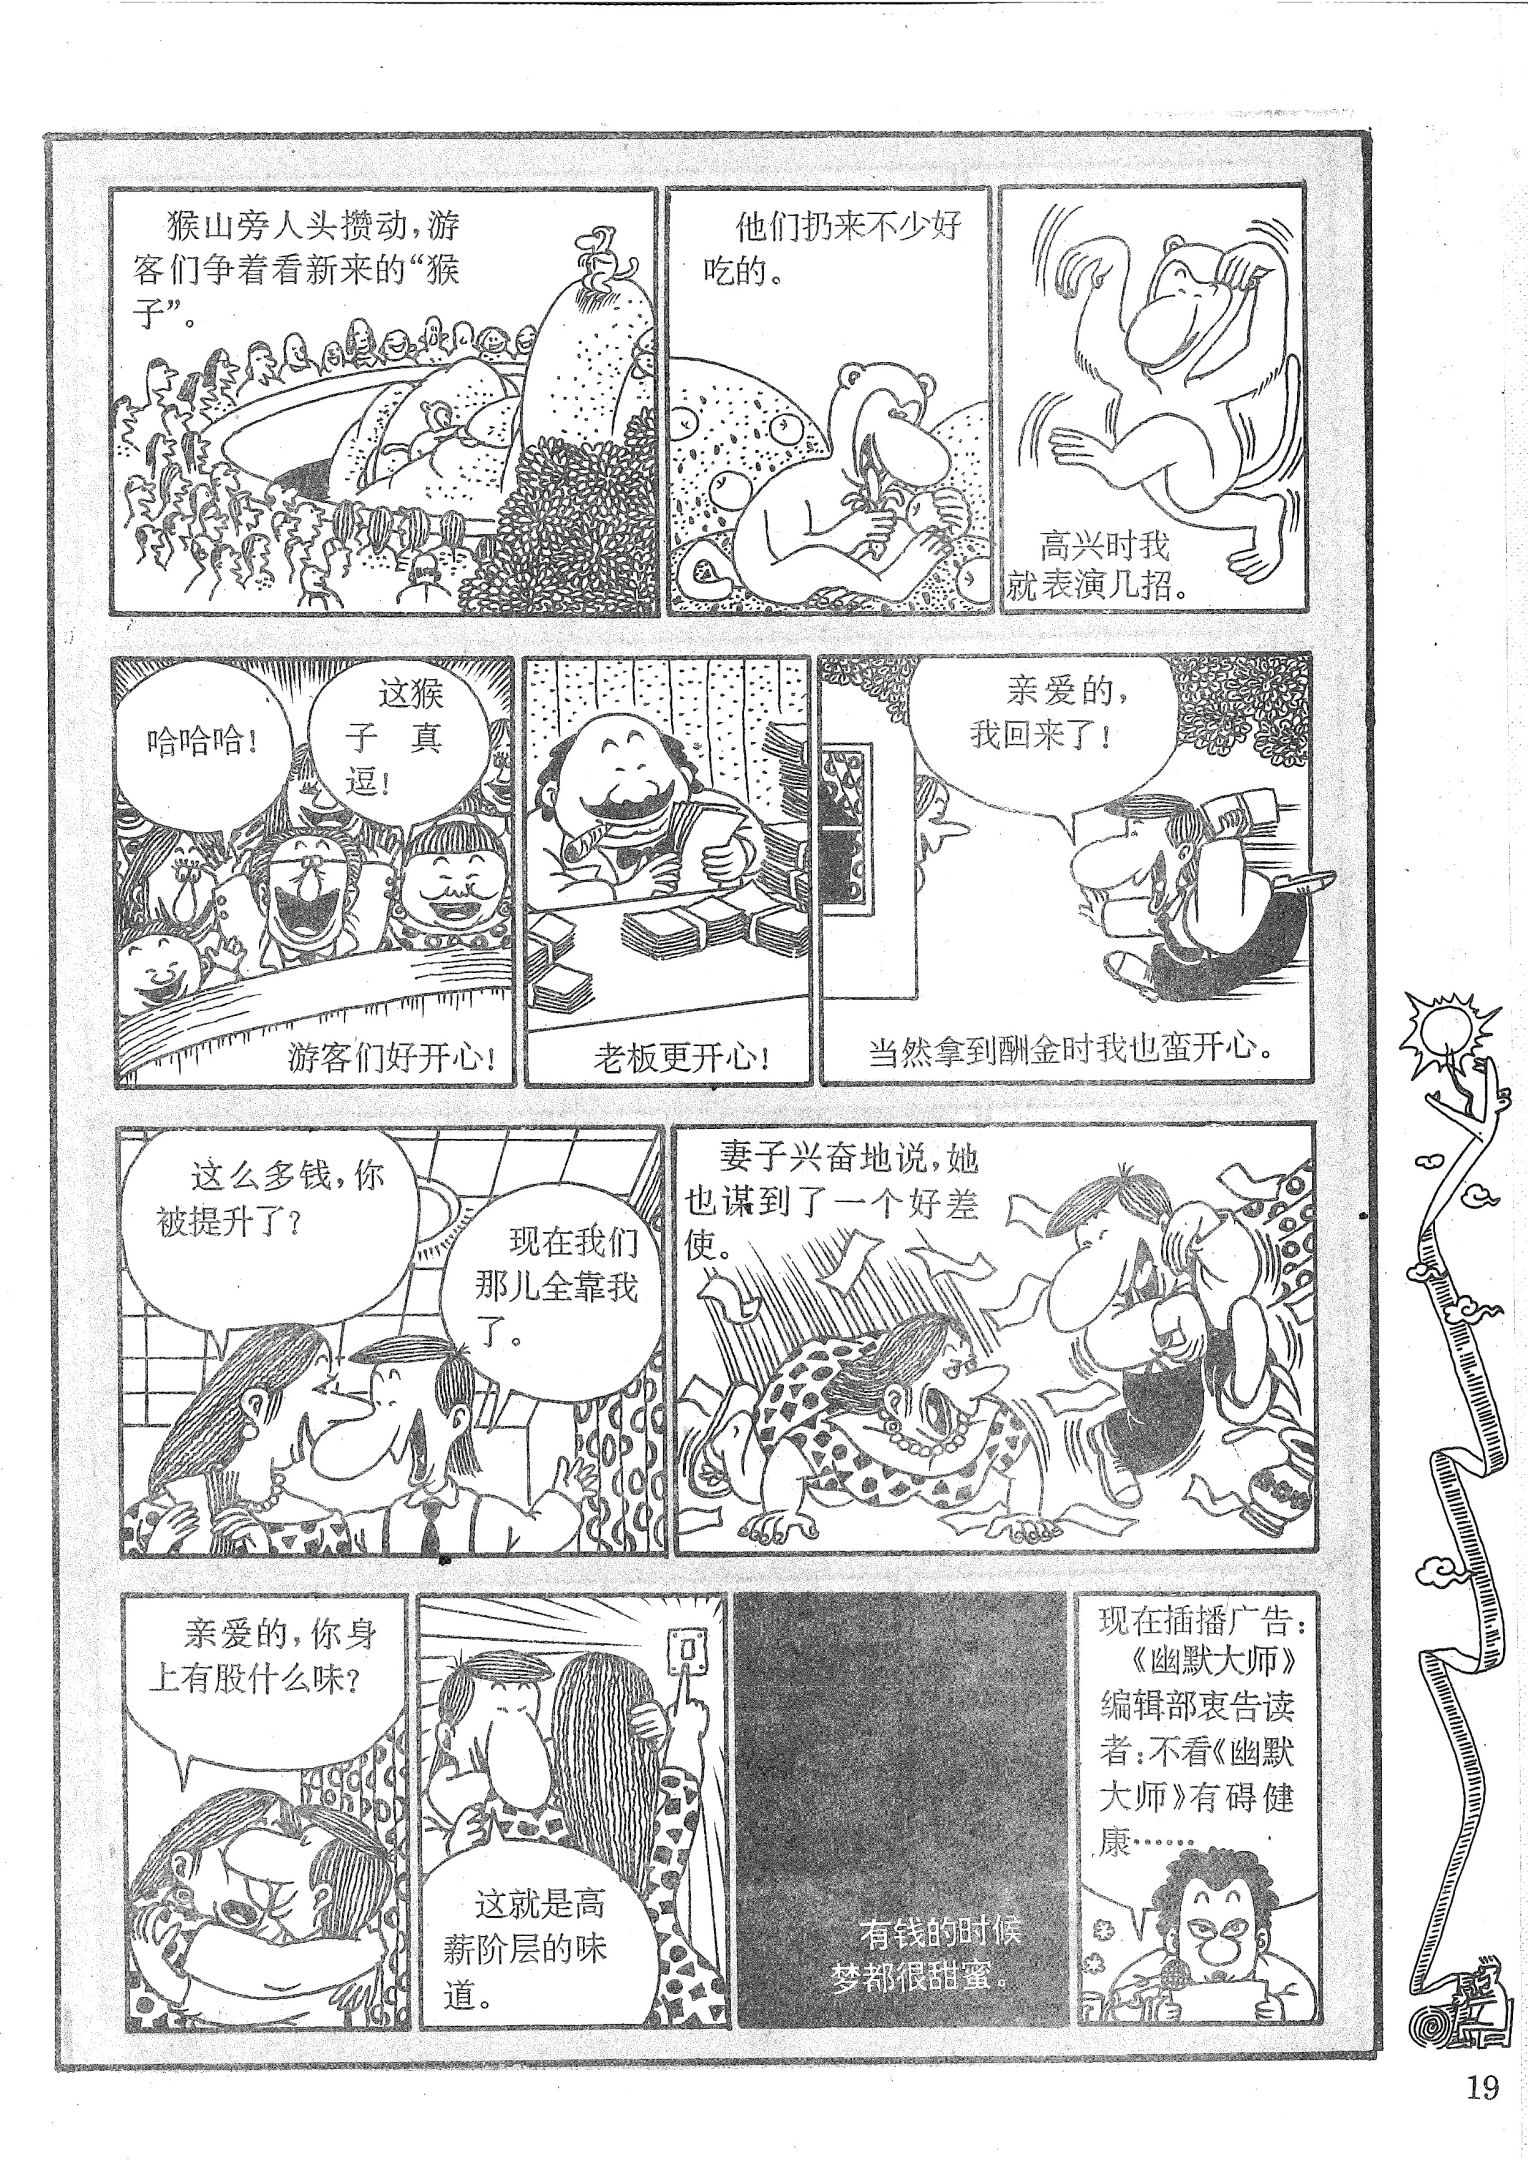 猴山旁人头攒动，游
客们争着看新来的“猴
子”。
他们扔来不少好
吃的。
高兴时我
就表演几招。
哈哈哈！
这猴
子真
逗！
游客们好开心！
老板更开心！
亲爱的，
我回来了！
当然拿到酬金时我也蛮开心。
这么多钱，你
被提升了？
现在我们
那儿全靠我
了。
妻子兴奋地说，她
也谋到了一个好差
使。
亲爱的，你身
上有股什么味？
这就是高
薪阶层的味
道。
有钱的时候
梦都很甜蜜。
现在插播广告：
《幽默大师》
编辑部衷告读
者：不看《幽默
大师》有碍健
康……
19